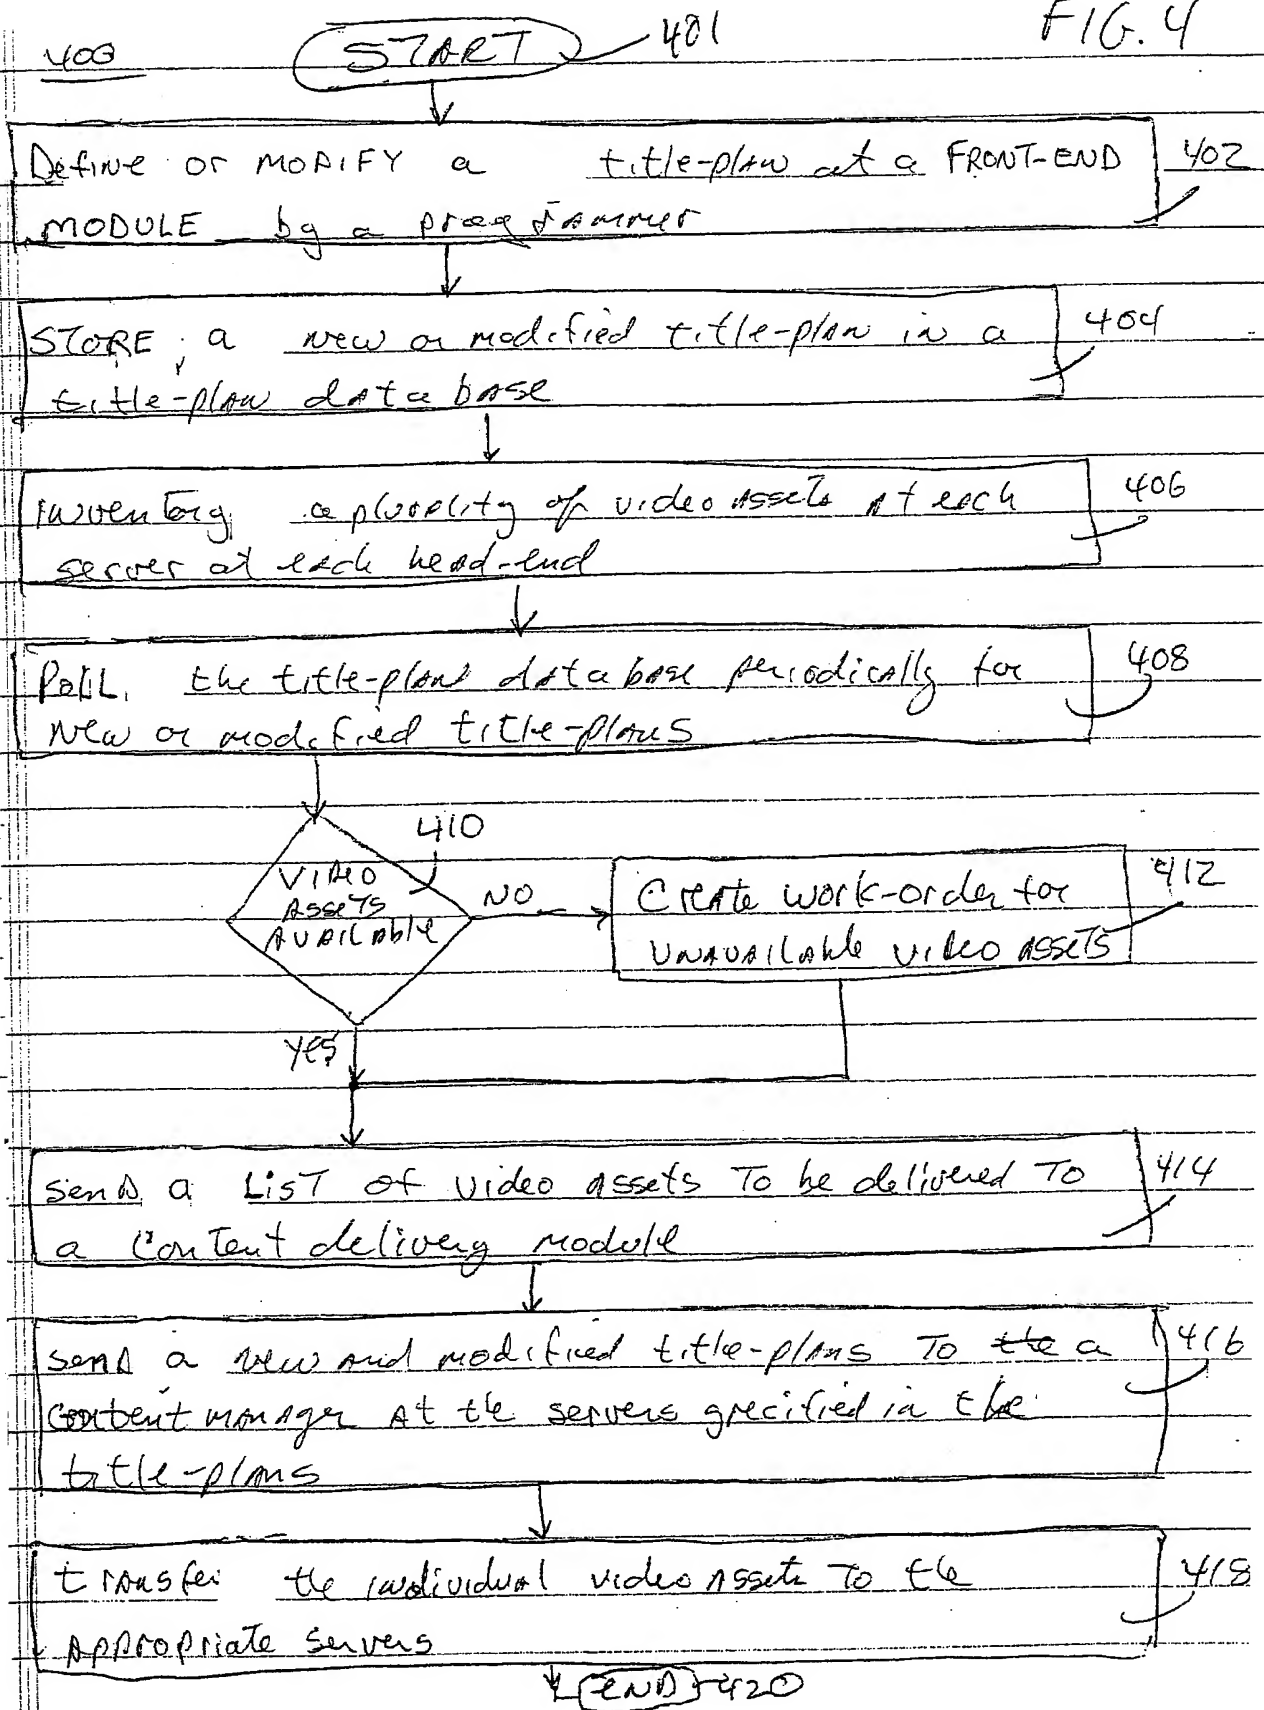 FIG. 4
400
START 401
Define or MODIFY a title-plan at a FRONT-END 402
MODULE by a programmer
STORE a new or modified title-plan in a 404
title-plan data base
inventory a plurality of video assets at each 406
server at each head-end
Poll the title-plan data base periodically for 408
New or modified title-plans
410
VIDEO
Assets
AVAILABLE
NO
Create work-order for 412
UNAVAILABLE VIDEO ASSETS
Yes
send a LIST of video assets To be delivered To 414
a Content delivery module
send a new and modified title-plans To the a 416
content manager at the servers specified in the
title-plans
transfer the individual video Assets To the 418
Appropriate servers
END 420